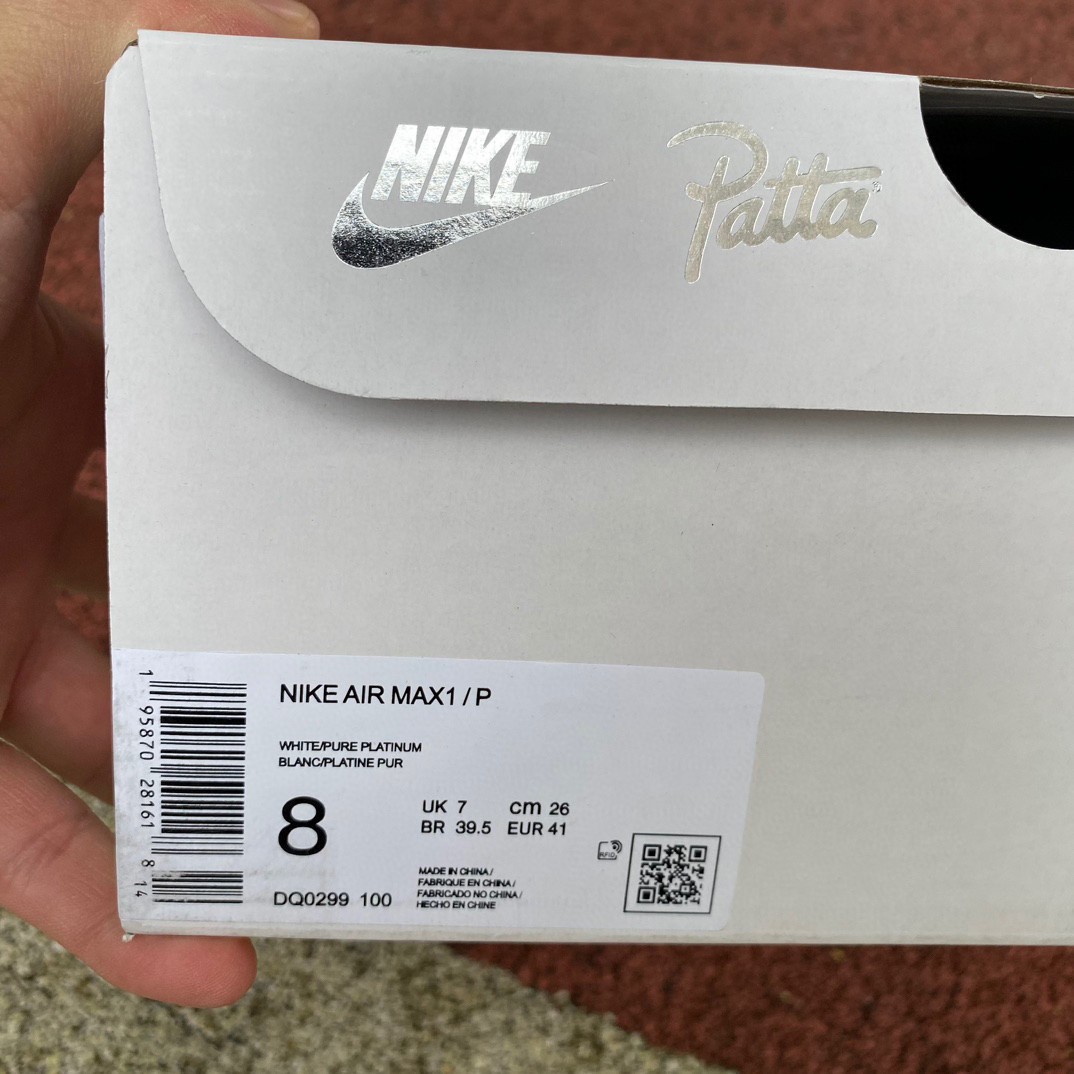 NIKE
Patta
1 95870 28161 8 14
NIKE AIR MAX1 / P
WHITE/PURE PLATINUM
BLANC/PLATINE PUR
8
UK 7 cm 26
BR 39.5 EUR 41
RFID
DQ0299 100
MADE IN CHINA /
FABRIQUE EN CHINA /
FABRICADO NO CHINA /
HECHO EN CHINE